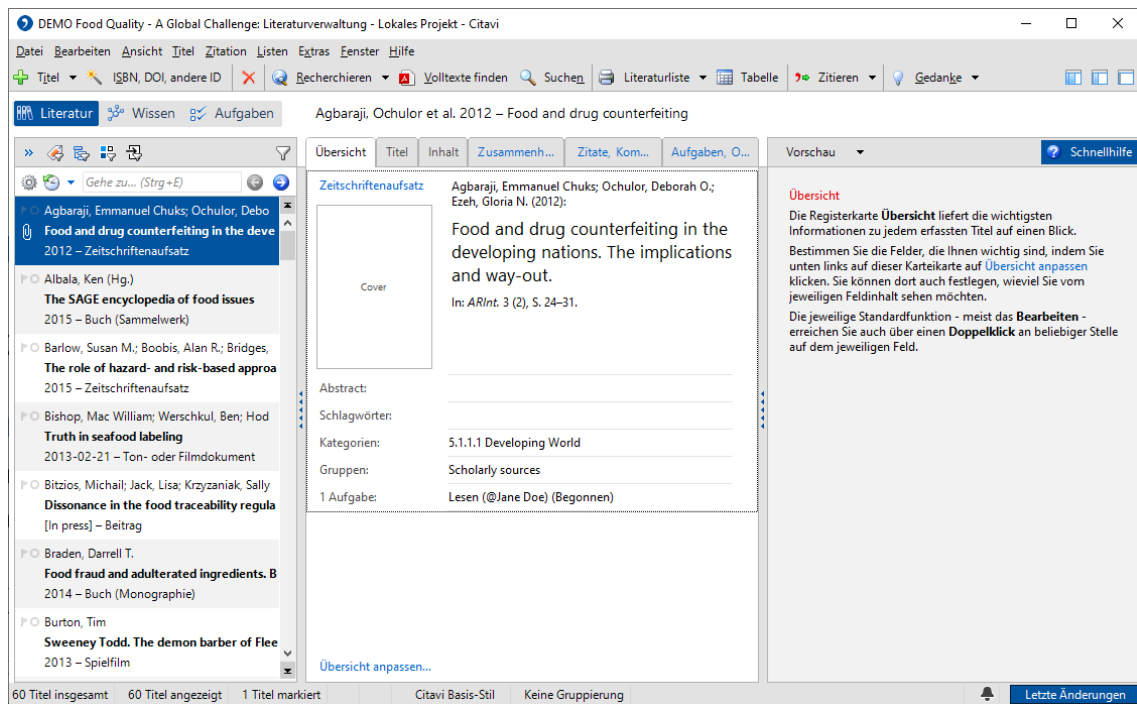 DEMO Food Quality - A Global Challenge: Literaturverwaltung - Lokales Projekt - Citavi
Datei Bearbeiten Ansicht Titel Zitation Listen Extras Fenster Hilfe
Titel ISBN, DOI, andere ID Recherchieren Volltexte finden Suchen Literaturliste Tabelle Zitieren Gedanke
Literatur Wissen Aufgaben Agbaraji, Ochulor et al. 2012 – Food and drug counterfeiting
Gehe zu... (Strg+E)
Agbaraji, Emmanuel Chuks; Ochulor, Debo
Food and drug counterfeiting in the deve
2012 – Zeitschriftenaufsatz
Albala, Ken (Hg.)
The SAGE encyclopedia of food issues
2015 – Buch (Sammelwerk)
Barlow, Susan M.; Boobis, Alan R.; Bridges,
The role of hazard- and risk-based approa
2015 – Zeitschriftenaufsatz
Bishop, Mac William; Werschkul, Ben; Hod
Truth in seafood labeling
2013-02-21 – Ton- oder Filmdokument
Bitzios, Michail; Jack, Lisa; Krzyzaniak, Sally
Dissonance in the food traceability regula
[In press] – Beitrag
Braden, Darrell T.
Food fraud and adulterated ingredients. B
2014 – Buch (Monographie)
Burton, Tim
Sweeney Todd. The demon barber of Flee
2013 – Spielfilm
Übersicht Titel Inhalt Zusammenh... Zitate, Kom... Aufgaben, O...
Zeitschriftenaufsatz
Cover
Agbaraji, Emmanuel Chuks; Ochulor, Deborah O.;
Ezeh, Gloria N. (2012):
Food and drug counterfeiting in the
developing nations. The implications
and way-out.
In: ARInt. 3 (2), S. 24–31.
Abstract:
Schlagwörter:
Kategorien: 5.1.1.1 Developing World
Gruppen: Scholarly sources
1 Aufgabe: Lesen (@Jane Doe) (Begonnen)
Übersicht anpassen...
Vorschau Schnellhilfe
Übersicht
Die Registerkarte Übersicht liefert die wichtigsten
Informationen zu jedem erfassten Titel auf einen Blick.
Bestimmen Sie die Felder, die Ihnen wichtig sind, indem Sie
unten links auf dieser Karteikarte auf Übersicht anpassen
klicken. Sie können dort auch festlegen, wieviel Sie vom
jeweiligen Feldinhalt sehen möchten.
Die jeweilige Standardfunktion - meist das Bearbeiten -
erreichen Sie auch über einen Doppelklick an beliebiger Stelle
auf dem jeweiligen Feld.
60 Titel insgesamt 60 Titel angezeigt 1 Titel markiert Citavi Basis-Stil Keine Gruppierung Letzte Änderungen